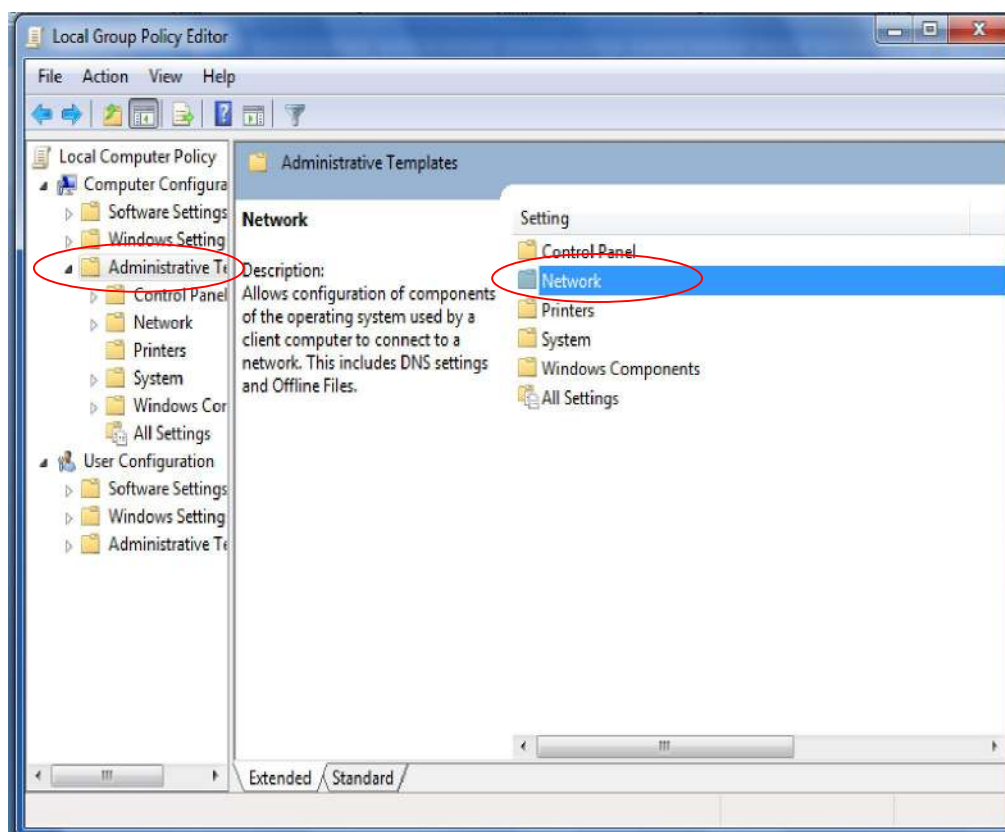 Local Group Policy Editor
File Action View Help
Local Computer Policy
Computer Configura
Software Settings
Windows Setting
Administrative Te
Control Panel
Network
Printers
System
Windows Cor
All Settings
User Configuration
Software Settings
Windows Setting
Administrative Te
Administrative Templates
Network
Description:
Allows configuration of components
of the operating system used by a
client computer to connect to a
network. This includes DNS settings
and Offline Files.
Setting
Control Panel
Network
Printers
System
Windows Components
All Settings
Extended Standard